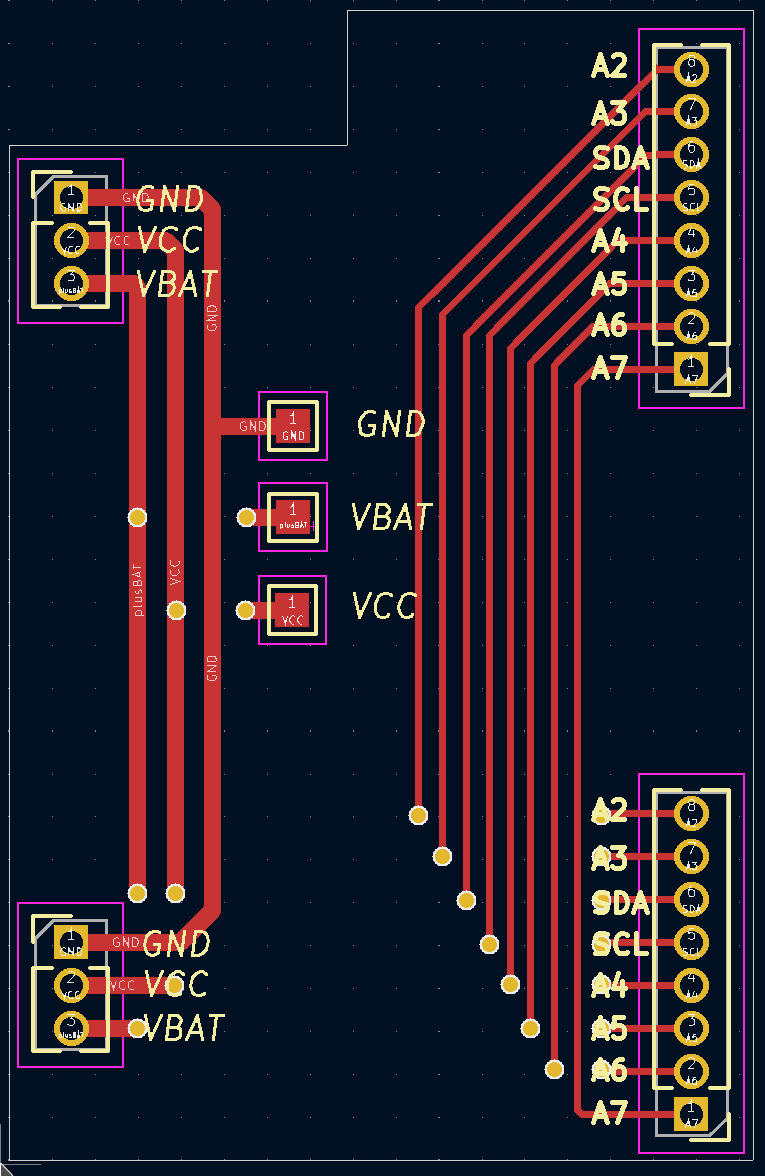 1
GND
GND
GND
2
VCC
VCC
VCC
3
plusBAT
VBAT
GND
GND
1
GND
GND
1
plusBAT
VBAT
1
VCC
VCC
plusBAT
VCC
GND
1
GND
GND
GND
2
VCC
VCC
VCC
3
plusBAT
VBAT
A2
8
A2
A3
7
A3
SDA
6
SDA
SCL
5
SCL
A4
4
A4
A5
3
A5
A6
2
A6
A7
1
A7
A2
8
A2
A3
7
A3
SDA
6
SDA
SCL
5
SCL
A4
4
A4
A5
3
A5
A6
2
A6
A7
1
A7